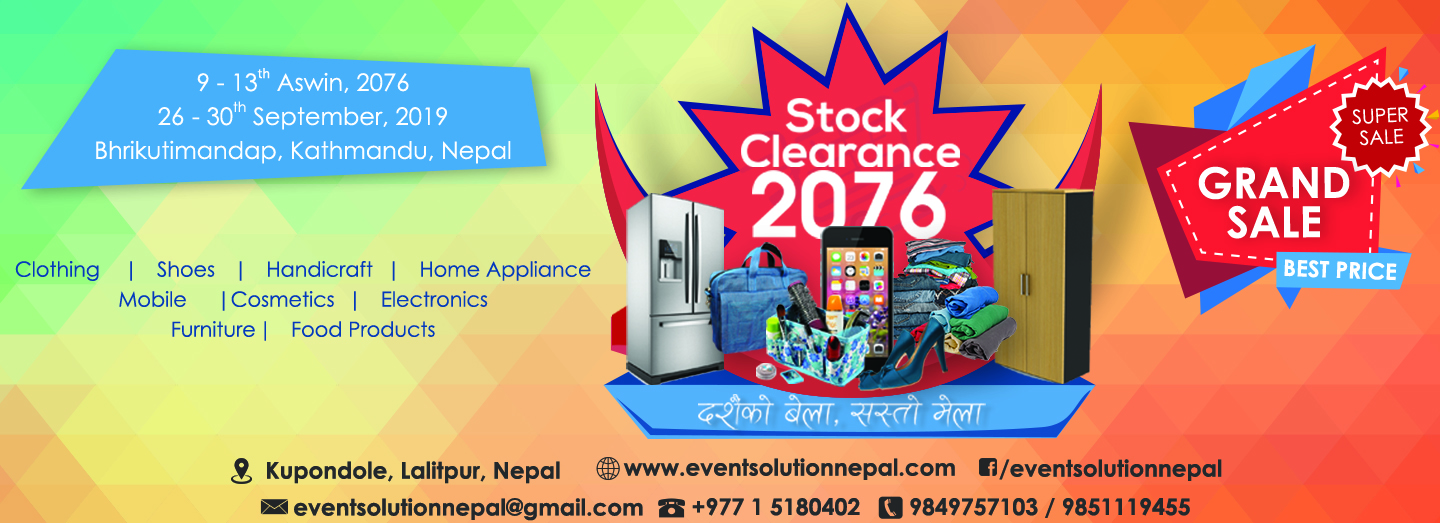 9 - 13th Aswin, 2076
26 - 30th September, 2019
Bhrikutimandap, Kathmandu, Nepal
Clothing | Shoes | Handicraft | Home Appliance
Mobile |Cosmetics | Electronics
Furniture | Food Products
Stock
Clearance
2076
दशैको बेला, सस्तो मेला
SUPER
SALE
GRAND
SALE
BEST PRICE
Kupondole, Lalitpur, Nepal www.eventsolutionnepal.com /eventsolutionnepal
eventsolutionnepal@gmail.com +977 1 5180402 9849757103 / 9851119455